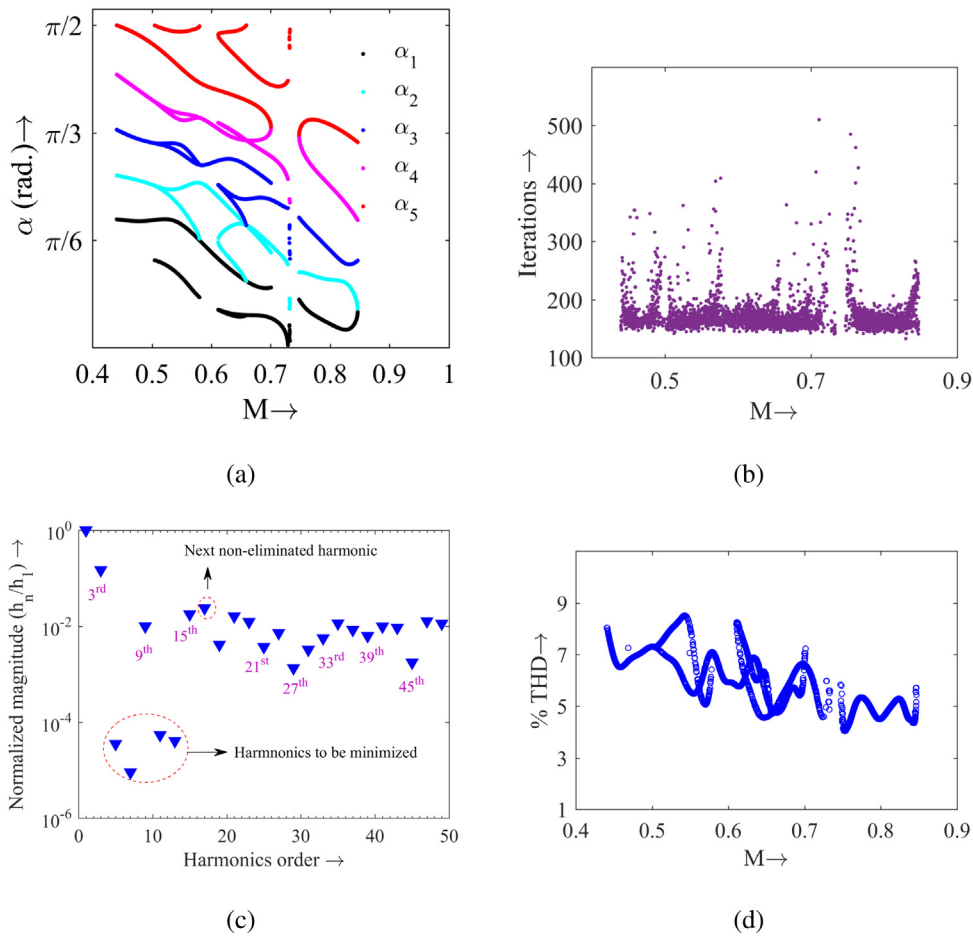 π/2
π/3
π/6
α (rad.)→
α1
α2
α3
α4
α5
0.4 0.5 0.6 0.7 0.8 0.9 1
M→
(a)
500
400
300
200
100
Iterations →
0.5 0.7 0.9
M→
(b)
10^0
10^-2
10^-4
10^-6
Normalized magnitude (h_n/h_1) →
Next non-eliminated harmonic
3rd
9th
15th
21st
27th
33rd
39th
45th
Harmnonics to be minimized
0 10 20 30 40 50
Harmonics order →
(c)
9
7
5
3
1
% THD→
0.4 0.5 0.6 0.7 0.8 0.9
M→
(d)